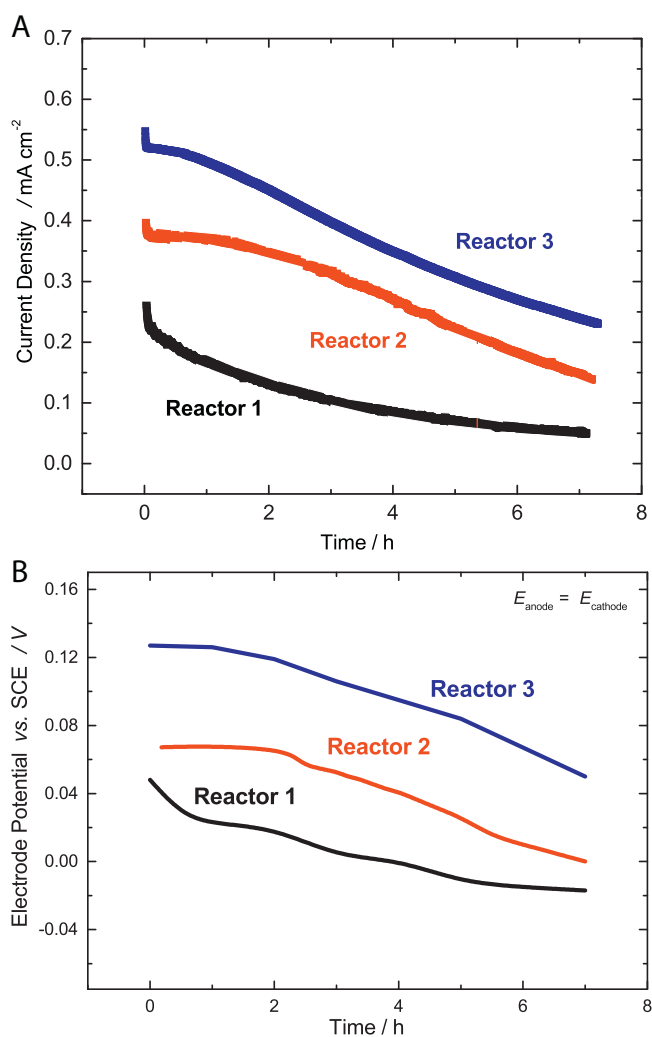 A
0.7
0.6
0.5
0.4
0.3
0.2
0.1
0.0
Current Density / mA cm⁻²
Reactor 3
Reactor 2
Reactor 1
0 2 4 6 8
Time / h
B
0.16
0.12
0.08
0.04
0.00
-0.04
Electrode Potential vs. SCE / V
E_anode = E_cathode
Reactor 3
Reactor 2
Reactor 1
0 2 4 6 8
Time / h